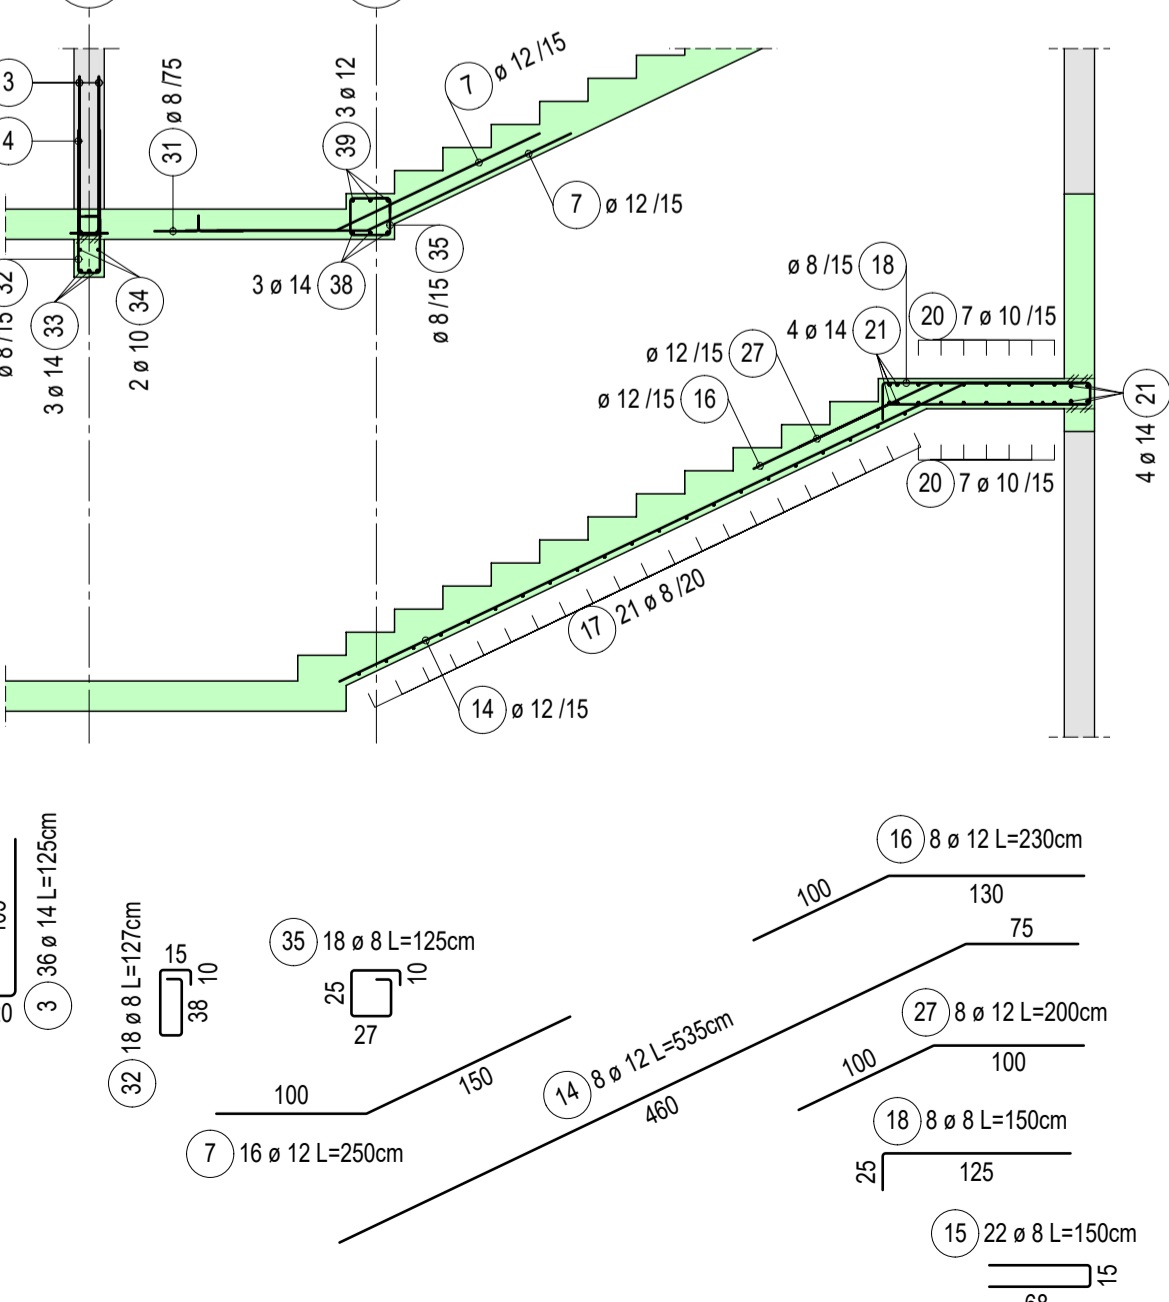 3
4
31 ø 8 /75
39 3 ø 12
7 ø 12 /15
7 ø 12 /15
35 ø 8 /15
3 ø 14 38
32 ø 8 /15
3 ø 14 33
2 ø 10 34
ø 8 /15 18
20 7 ø 10 /15
4 ø 14 21
ø 12 /15 27
ø 12 /15 16
21 4 ø 14
20 7 ø 10 /15
17 21 ø 8 /20
14 ø 12 /15
3 36 ø 14 L=125cm
32 18 ø 8 L=127cm
15
10
38
35 18 ø 8 L=125cm
25
10
27
100
150
7 16 ø 12 L=250cm
16 8 ø 12 L=230cm
100
130
75
14 8 ø 12 L=535cm
460
27 8 ø 12 L=200cm
100
100
18 8 ø 8 L=150cm
25
125
15 22 ø 8 L=150cm
15
68